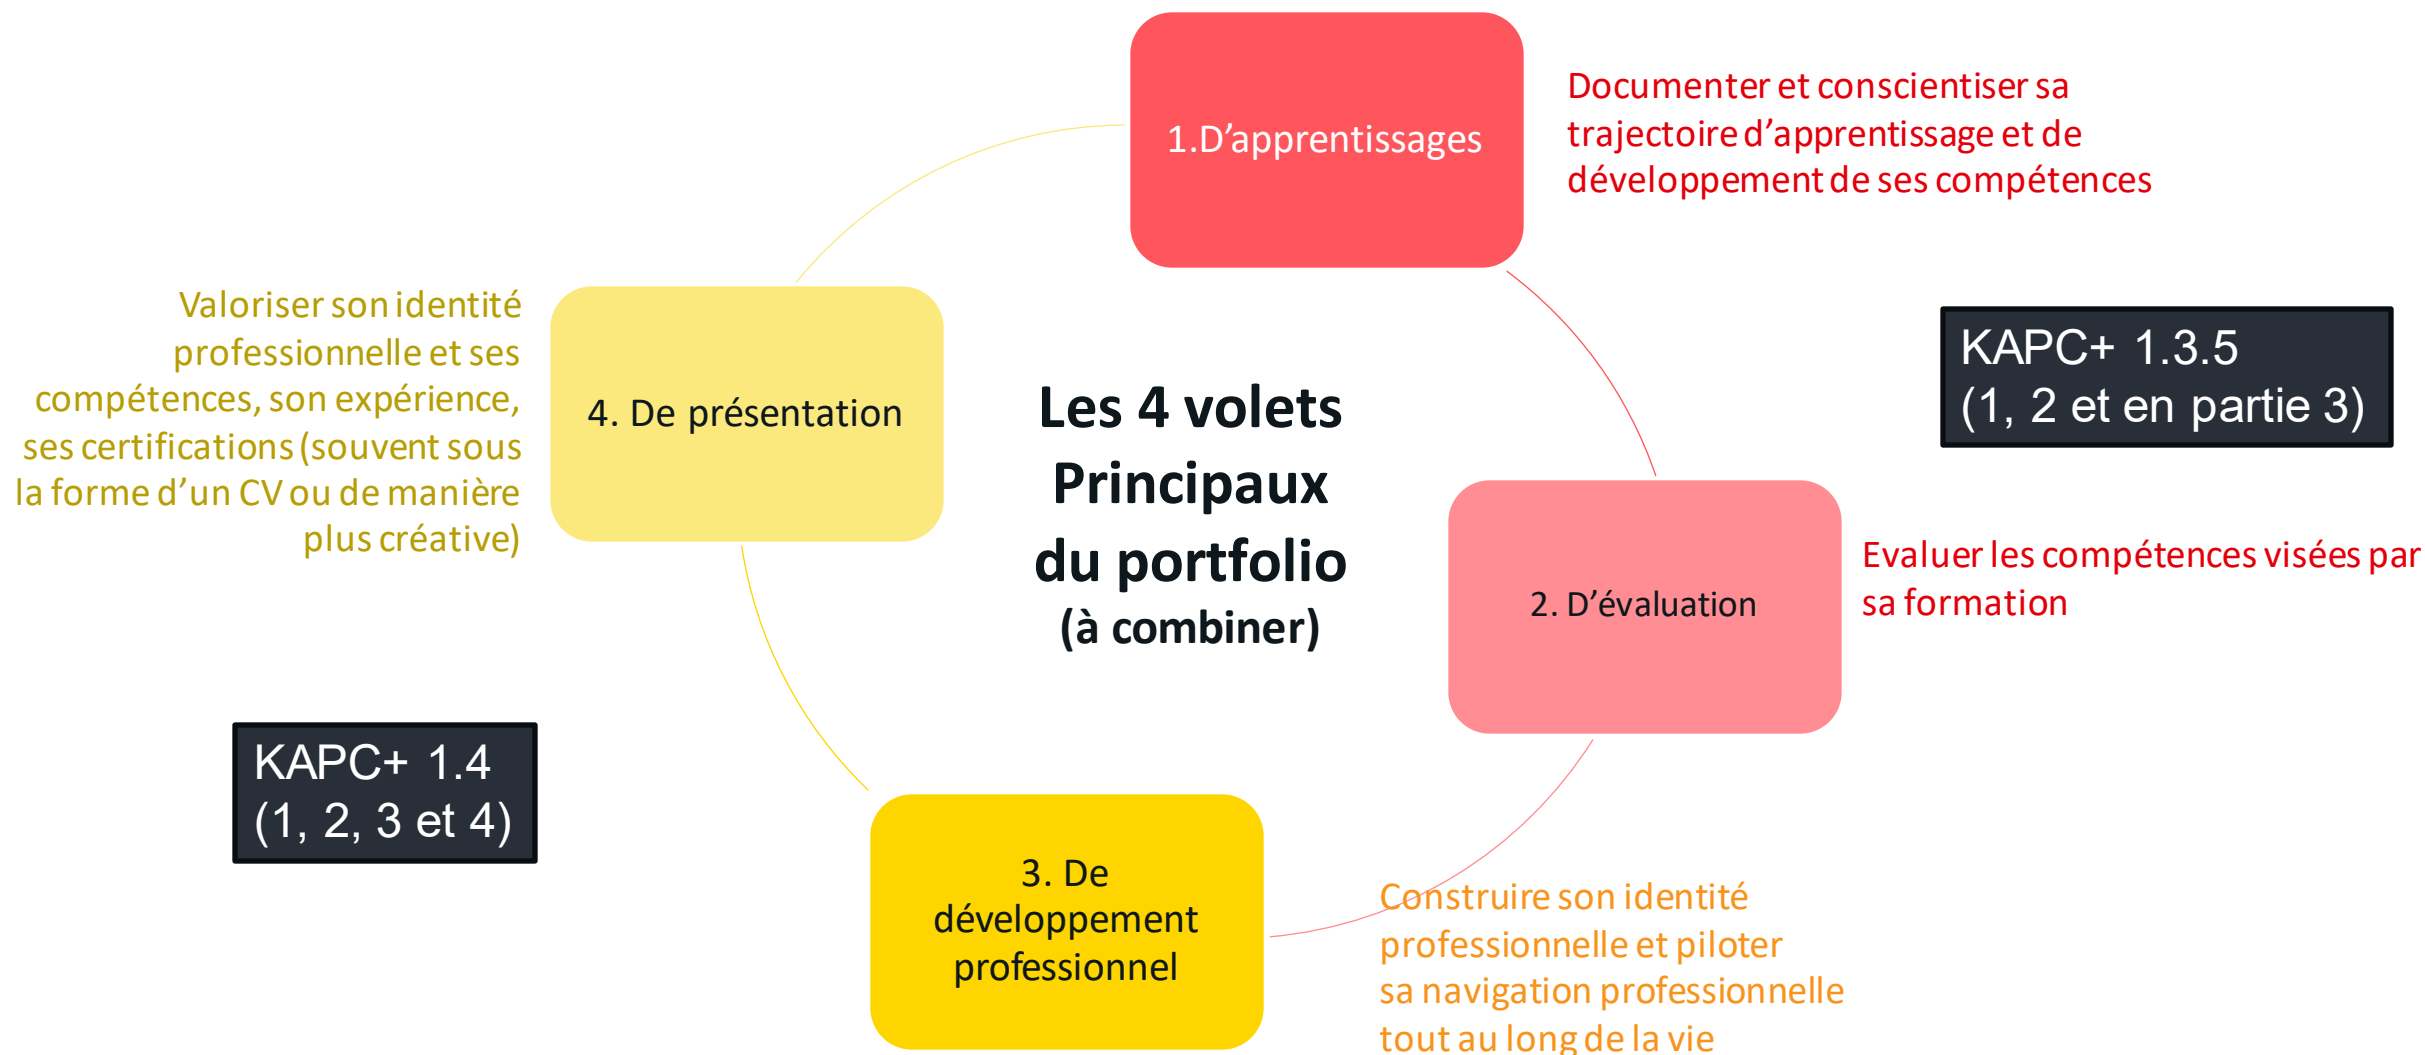 1.D’apprentissages
Documenter et conscientiser sa
trajectoire d’apprentissage et de
développement de ses compétences
KAPC+ 1.3.5
(1, 2 et en partie 3)
2. D’évaluation
Evaluer les compétences visées par
sa formation
3. De
développement
professionnel
Construire son identité
professionnelle et piloter
sa navigation professionnelle
tout au long de la vie
4. De présentation
Valoriser son identité
professionnelle et ses
compétences, son expérience,
ses certifications (souvent sous
la forme d’un CV ou de manière
plus créative)
KAPC+ 1.4
(1, 2, 3 et 4)
Les 4 volets
Principaux
du portfolio
(à combiner)